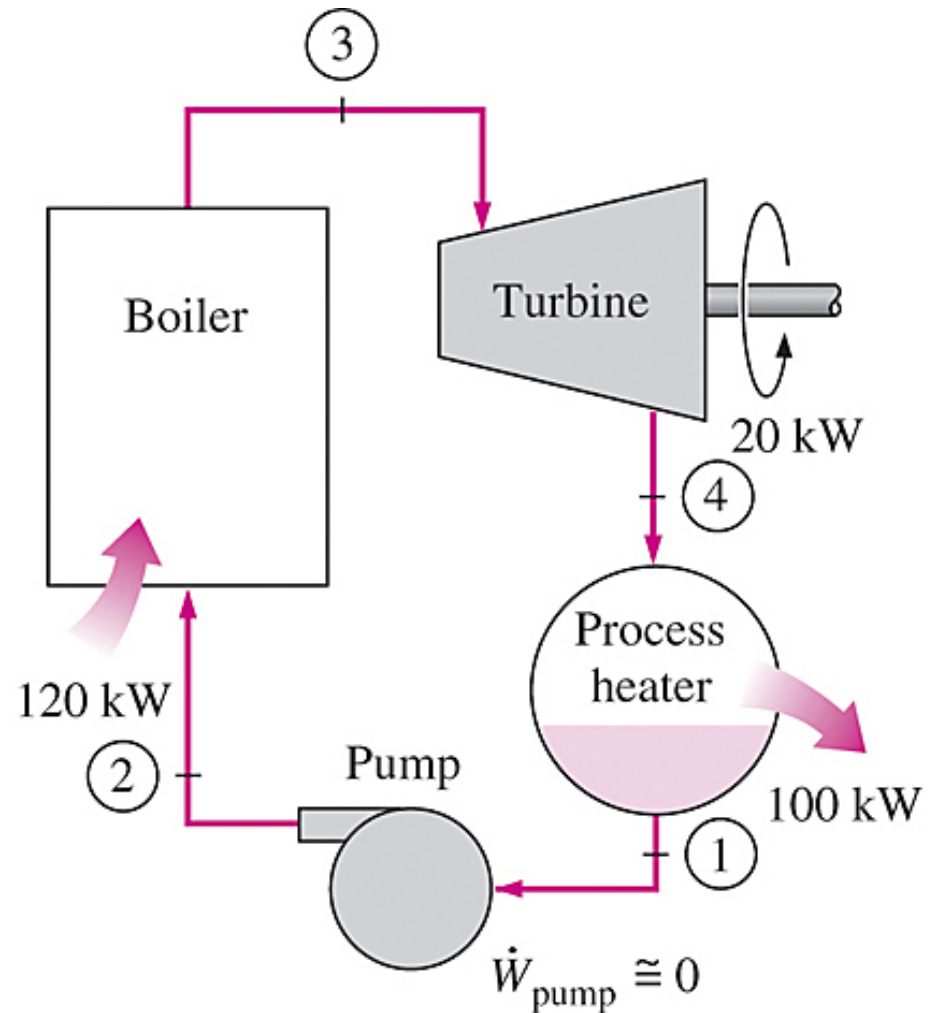 3
Boiler
Turbine
20 kW
4
Process
heater
120 kW
2
Pump
100 kW
1
Ẇpump ≅ 0